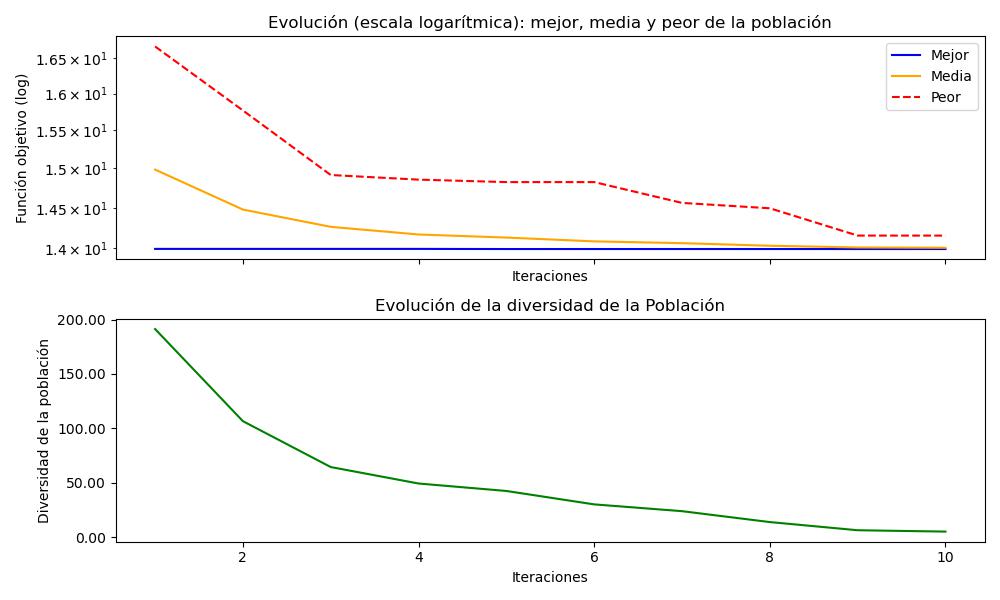 Evolución (escala logarítmica): mejor, media y peor de la población
Función objetivo (log)
1.65 × 10¹
1.6 × 10¹
1.55 × 10¹
1.5 × 10¹
1.45 × 10¹
1.4 × 10¹
Mejor
Media
Peor
Iteraciones
Evolución de la diversidad de la Población
Diversidad de la población
200.00
150.00
100.00
50.00
0.00
2 4 6 8 10
Iteraciones